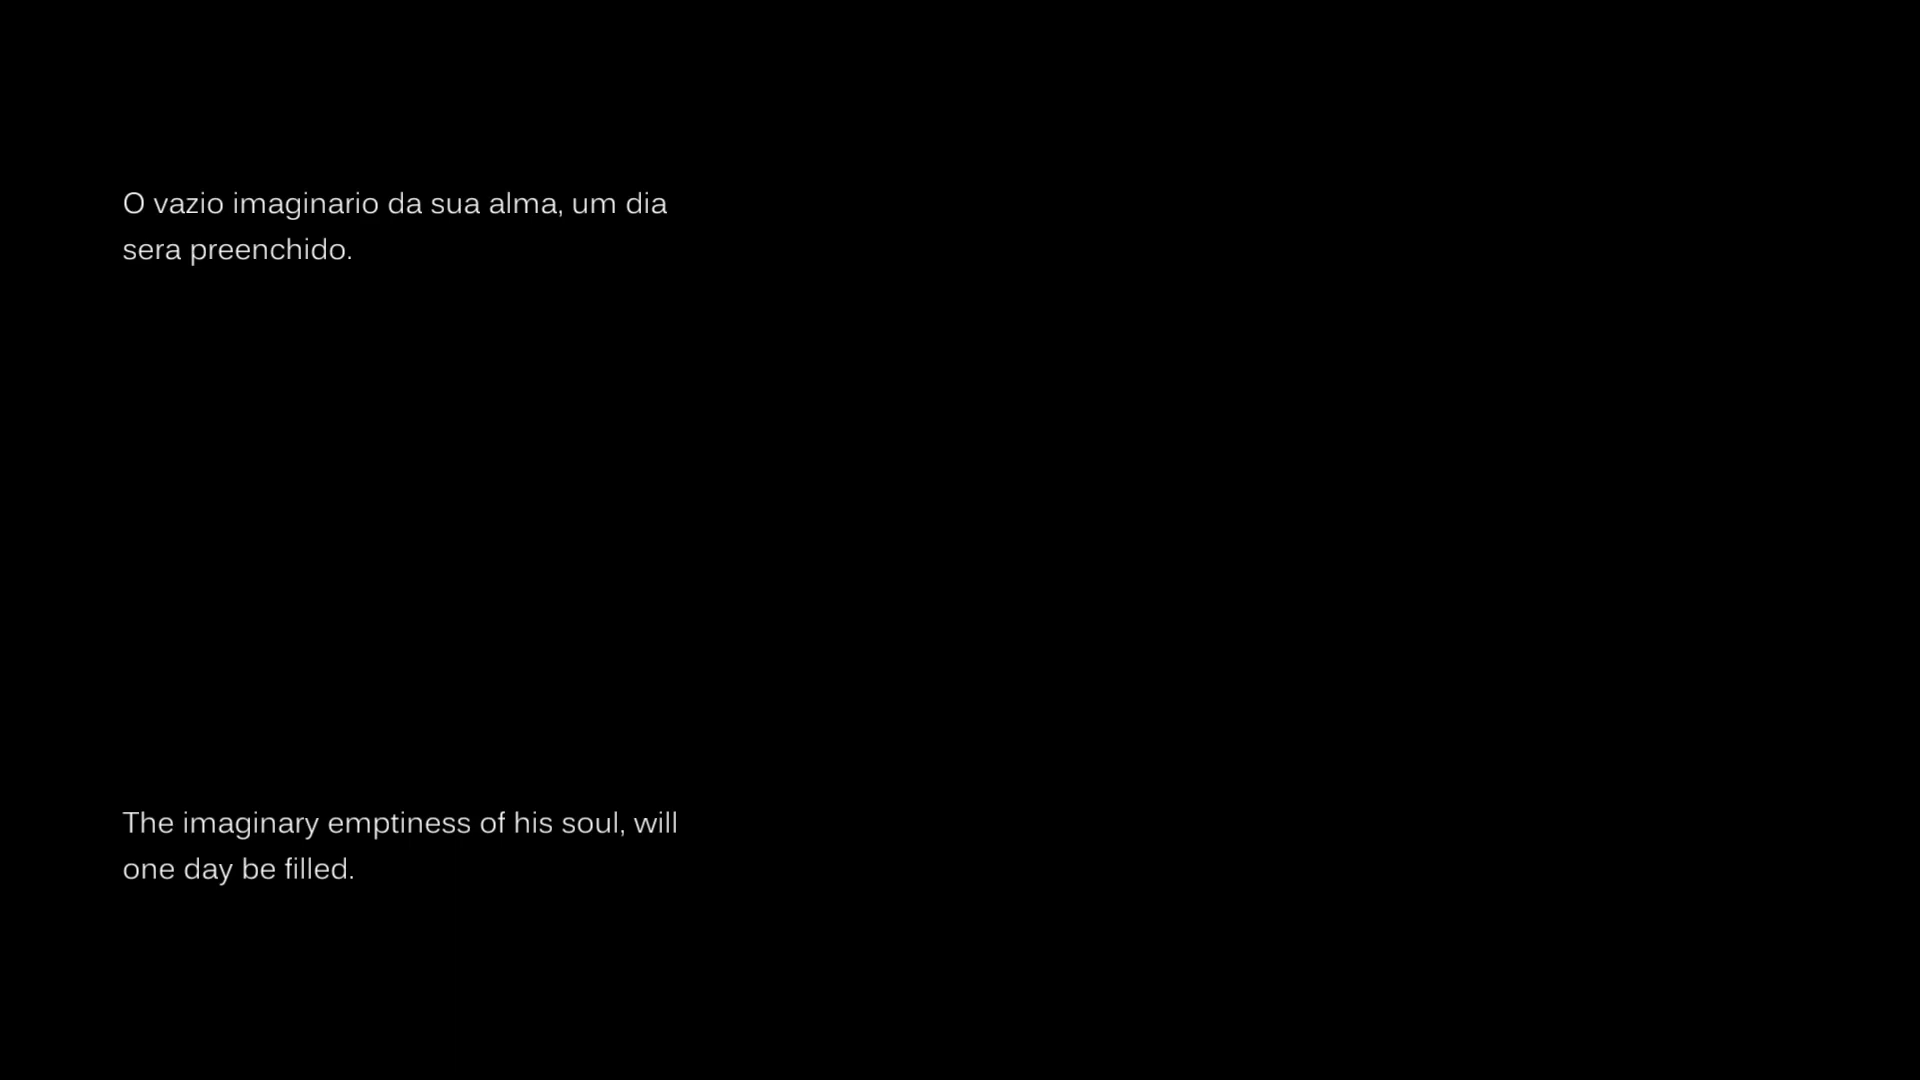 O vazio imaginario da sua alma, um dia
sera preenchido.
The imaginary emptiness of his soul, will
one day be filled.